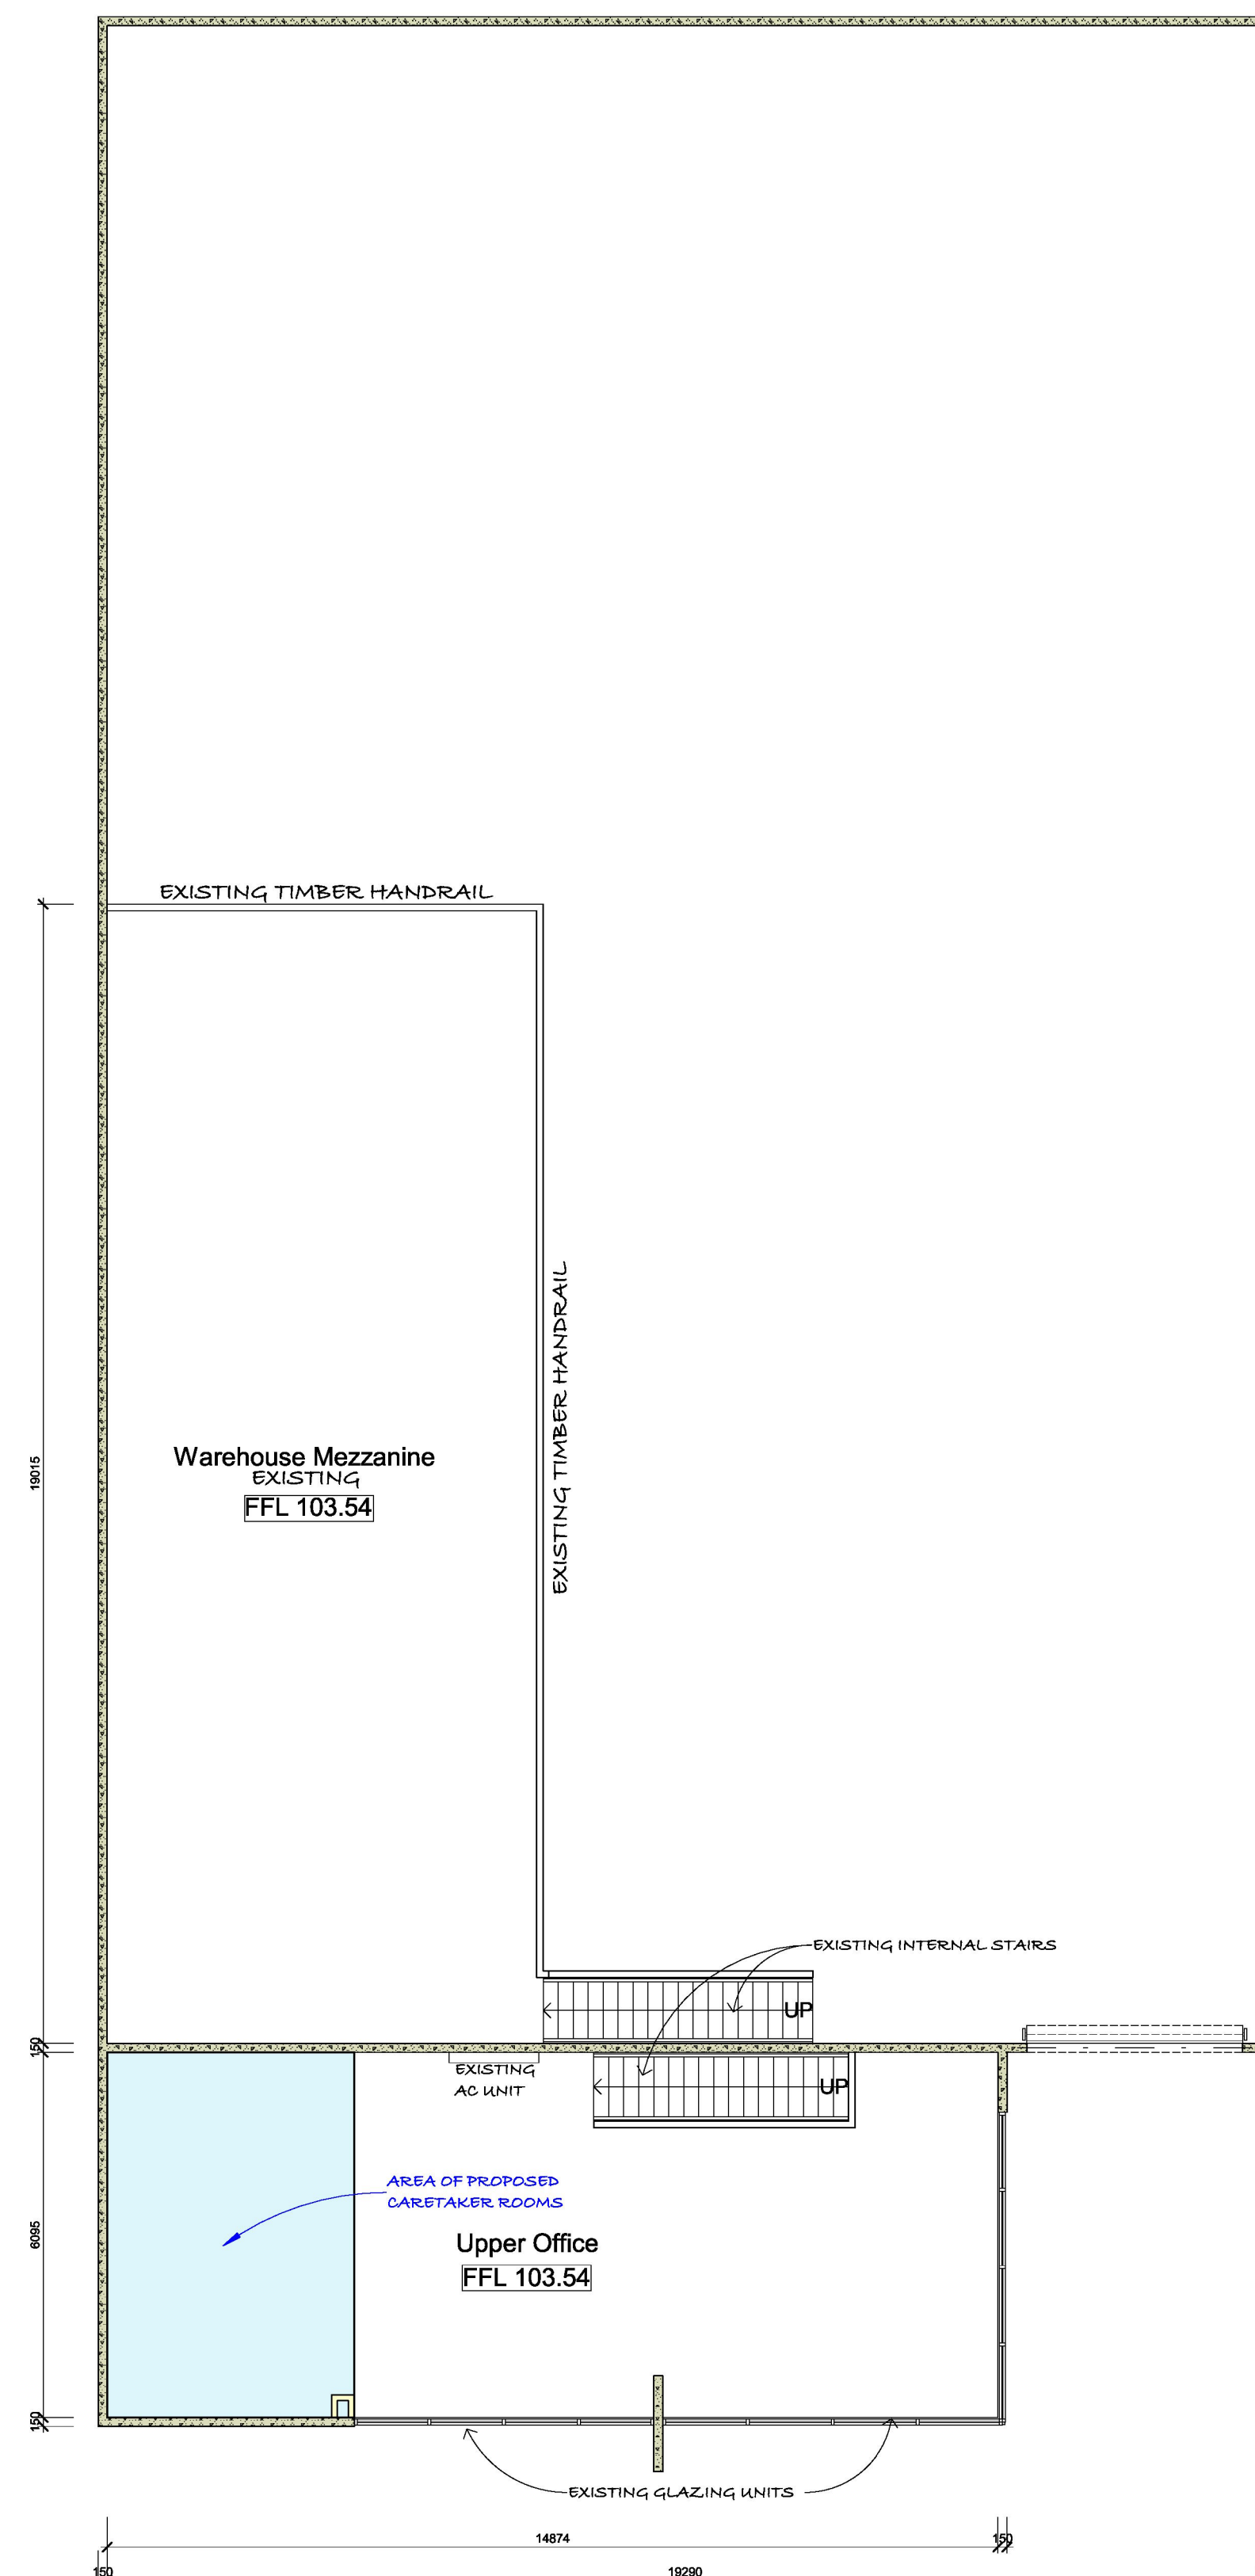 EXISTING TIMBER HANDRAIL
EXISTING TIMBER HANDRAIL
19015
Warehouse Mezzanine
EXISTING
FFL 103.54
EXISTING INTERNAL STAIRS
UP
150
EXISTING
AC UNIT
UP
AREA OF PROPOSED
CARETAKER ROOMS
6095
Upper Office
FFL 103.54
150
EXISTING GLAZING UNITS
14874
150
150
19290